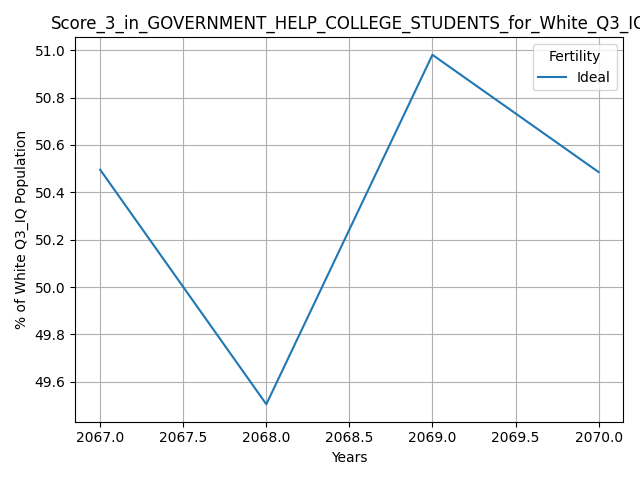 Score_3_in_GOVERNMENT_HELP_COLLEGE_STUDENTS_for_White_Q3_IQ
Fertility
Ideal
% of White Q3_IQ Population
51.0
50.8
50.6
50.4
50.2
50.0
49.8
49.6
2067.0 2067.5 2068.0 2068.5 2069.0 2069.5 2070.0
Years